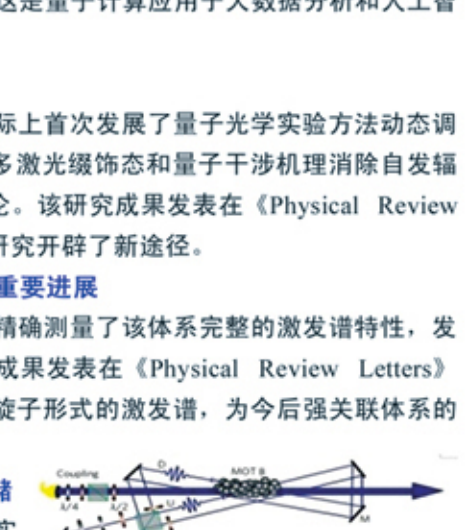 这是量子计算应用于大数据分析和人工智
际上首次发展了量子光学实验方法动态调
多激光缀饰态和量子干涉机理消除自发辐
论。该研究成果发表在《Physical Review
研究开辟了新途径。
重要进展
精确测量了该体系完整的激发谱特性，发
成果发表在《Physical Review Letters》
旋子形式的激发谱，为今后强关联体系的
储
Coupling
D
MOT B
λ/4
λ/2
U
M
实